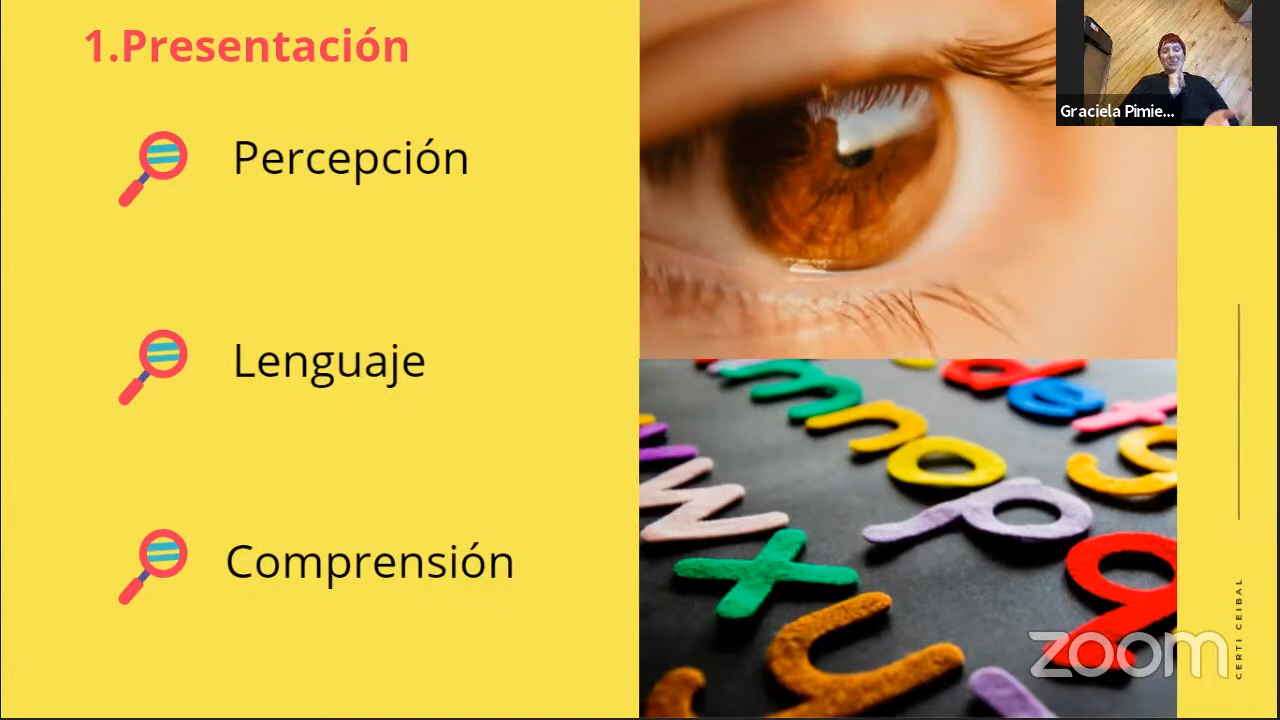 1.Presentación
Percepción
Lenguaje
Comprensión
Graciela Pimie...
m
d
e
t
n
o
g
w
p
x
q
y
zoom
CERTI CEIBAL